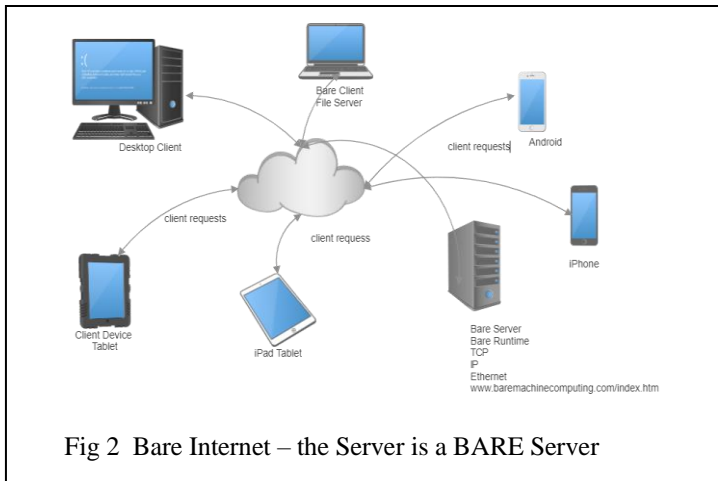 Bare Client
File Server
Desktop Client
client requests
Android
client requests
client requess
iPhone
Client Device
Tablet
iPad Tablet
Bare Server
Bare Runtime
TCP
IP
Ethernet
www.baremachinecomputing.com/index.htm
Fig 2 Bare Internet – the Server is a BARE Server